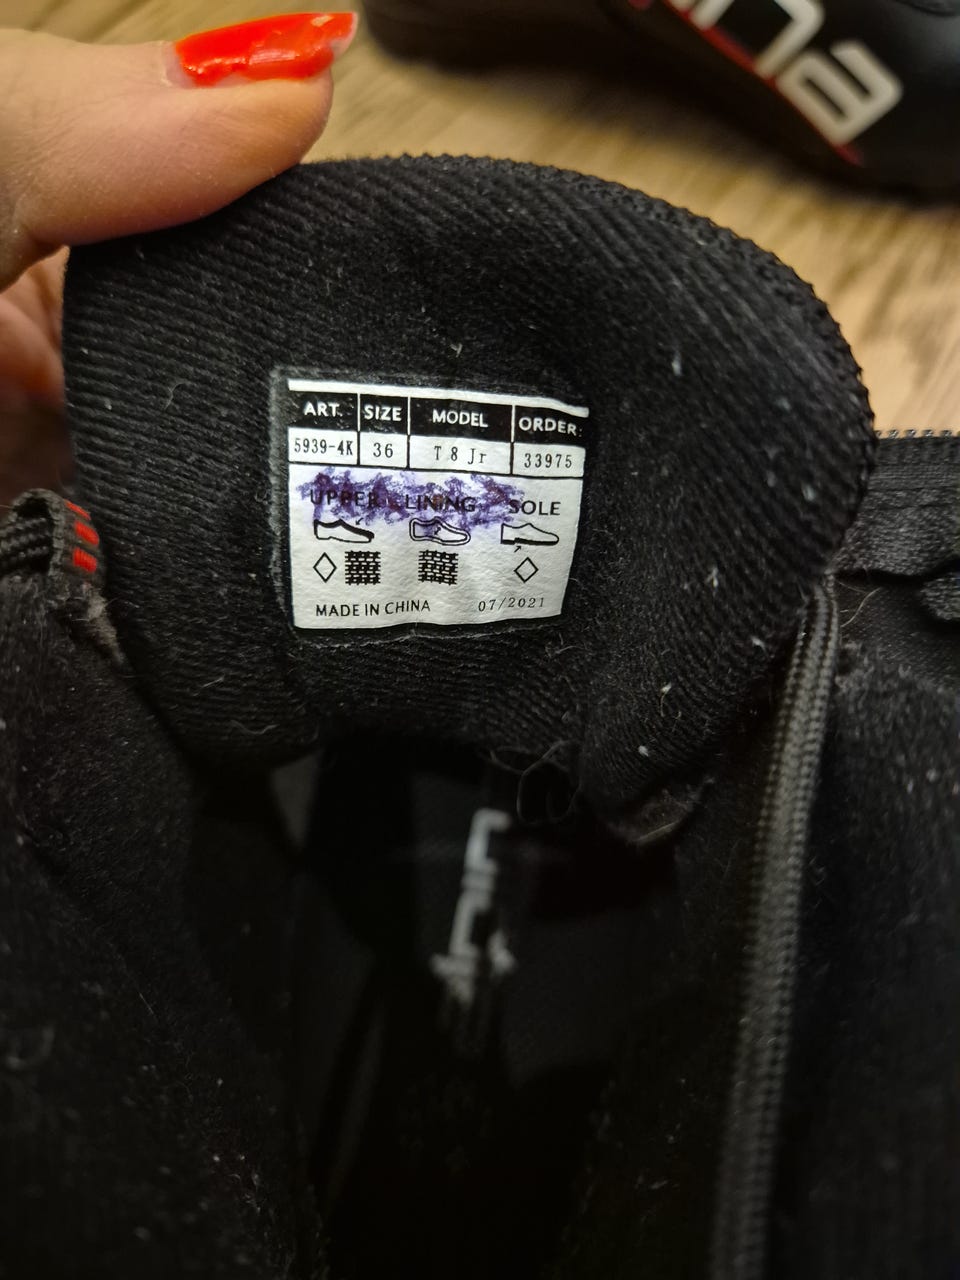 ART. SIZE MODEL ORDER:
5939-4K 36 T 8 Jr 33975
UPPER LINING SOLE
MADE IN CHINA 07/2021